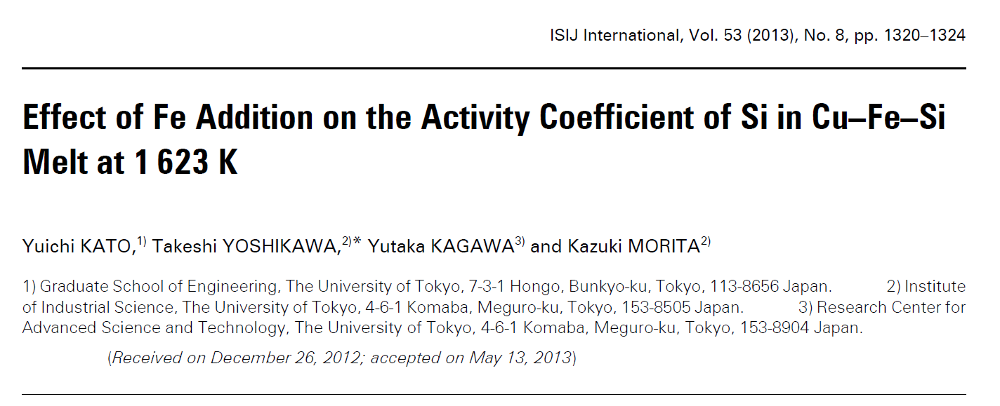 ISIJ International, Vol. 53 (2013), No. 8, pp. 1320–1324
Effect of Fe Addition on the Activity Coefficient of Si in Cu–Fe–Si
Melt at 1 623 K
Yuichi KATO,1) Takeshi YOSHIKAWA,2)* Yutaka KAGAWA3) and Kazuki MORITA2)
1) Graduate School of Engineering, The University of Tokyo, 7-3-1 Hongo, Bunkyo-ku, Tokyo, 113-8656 Japan. 2) Institute
of Industrial Science, The University of Tokyo, 4-6-1 Komaba, Meguro-ku, Tokyo, 153-8505 Japan. 3) Research Center for
Advanced Science and Technology, The University of Tokyo, 4-6-1 Komaba, Meguro-ku, Tokyo, 153-8904 Japan.
(Received on December 26, 2012; accepted on May 13, 2013)